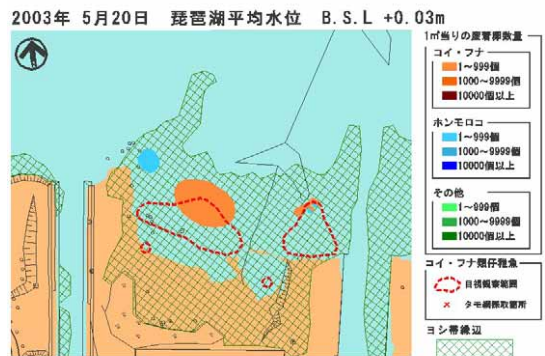 2003年 5月20日 琵琶湖平均水位 B.S.L +0.03m
1㎡当りの産着卵数量
コイ・フナ
1～999個
1000～9999個
10000個以上
ホンモロコ
1～999個
1000～9999個
10000個以上
その他
1～999個
1000～9999個
10000個以上
コイ・フナ類仔稚魚
目視観察範囲
タモ網採取箇所
ヨシ帯縁辺